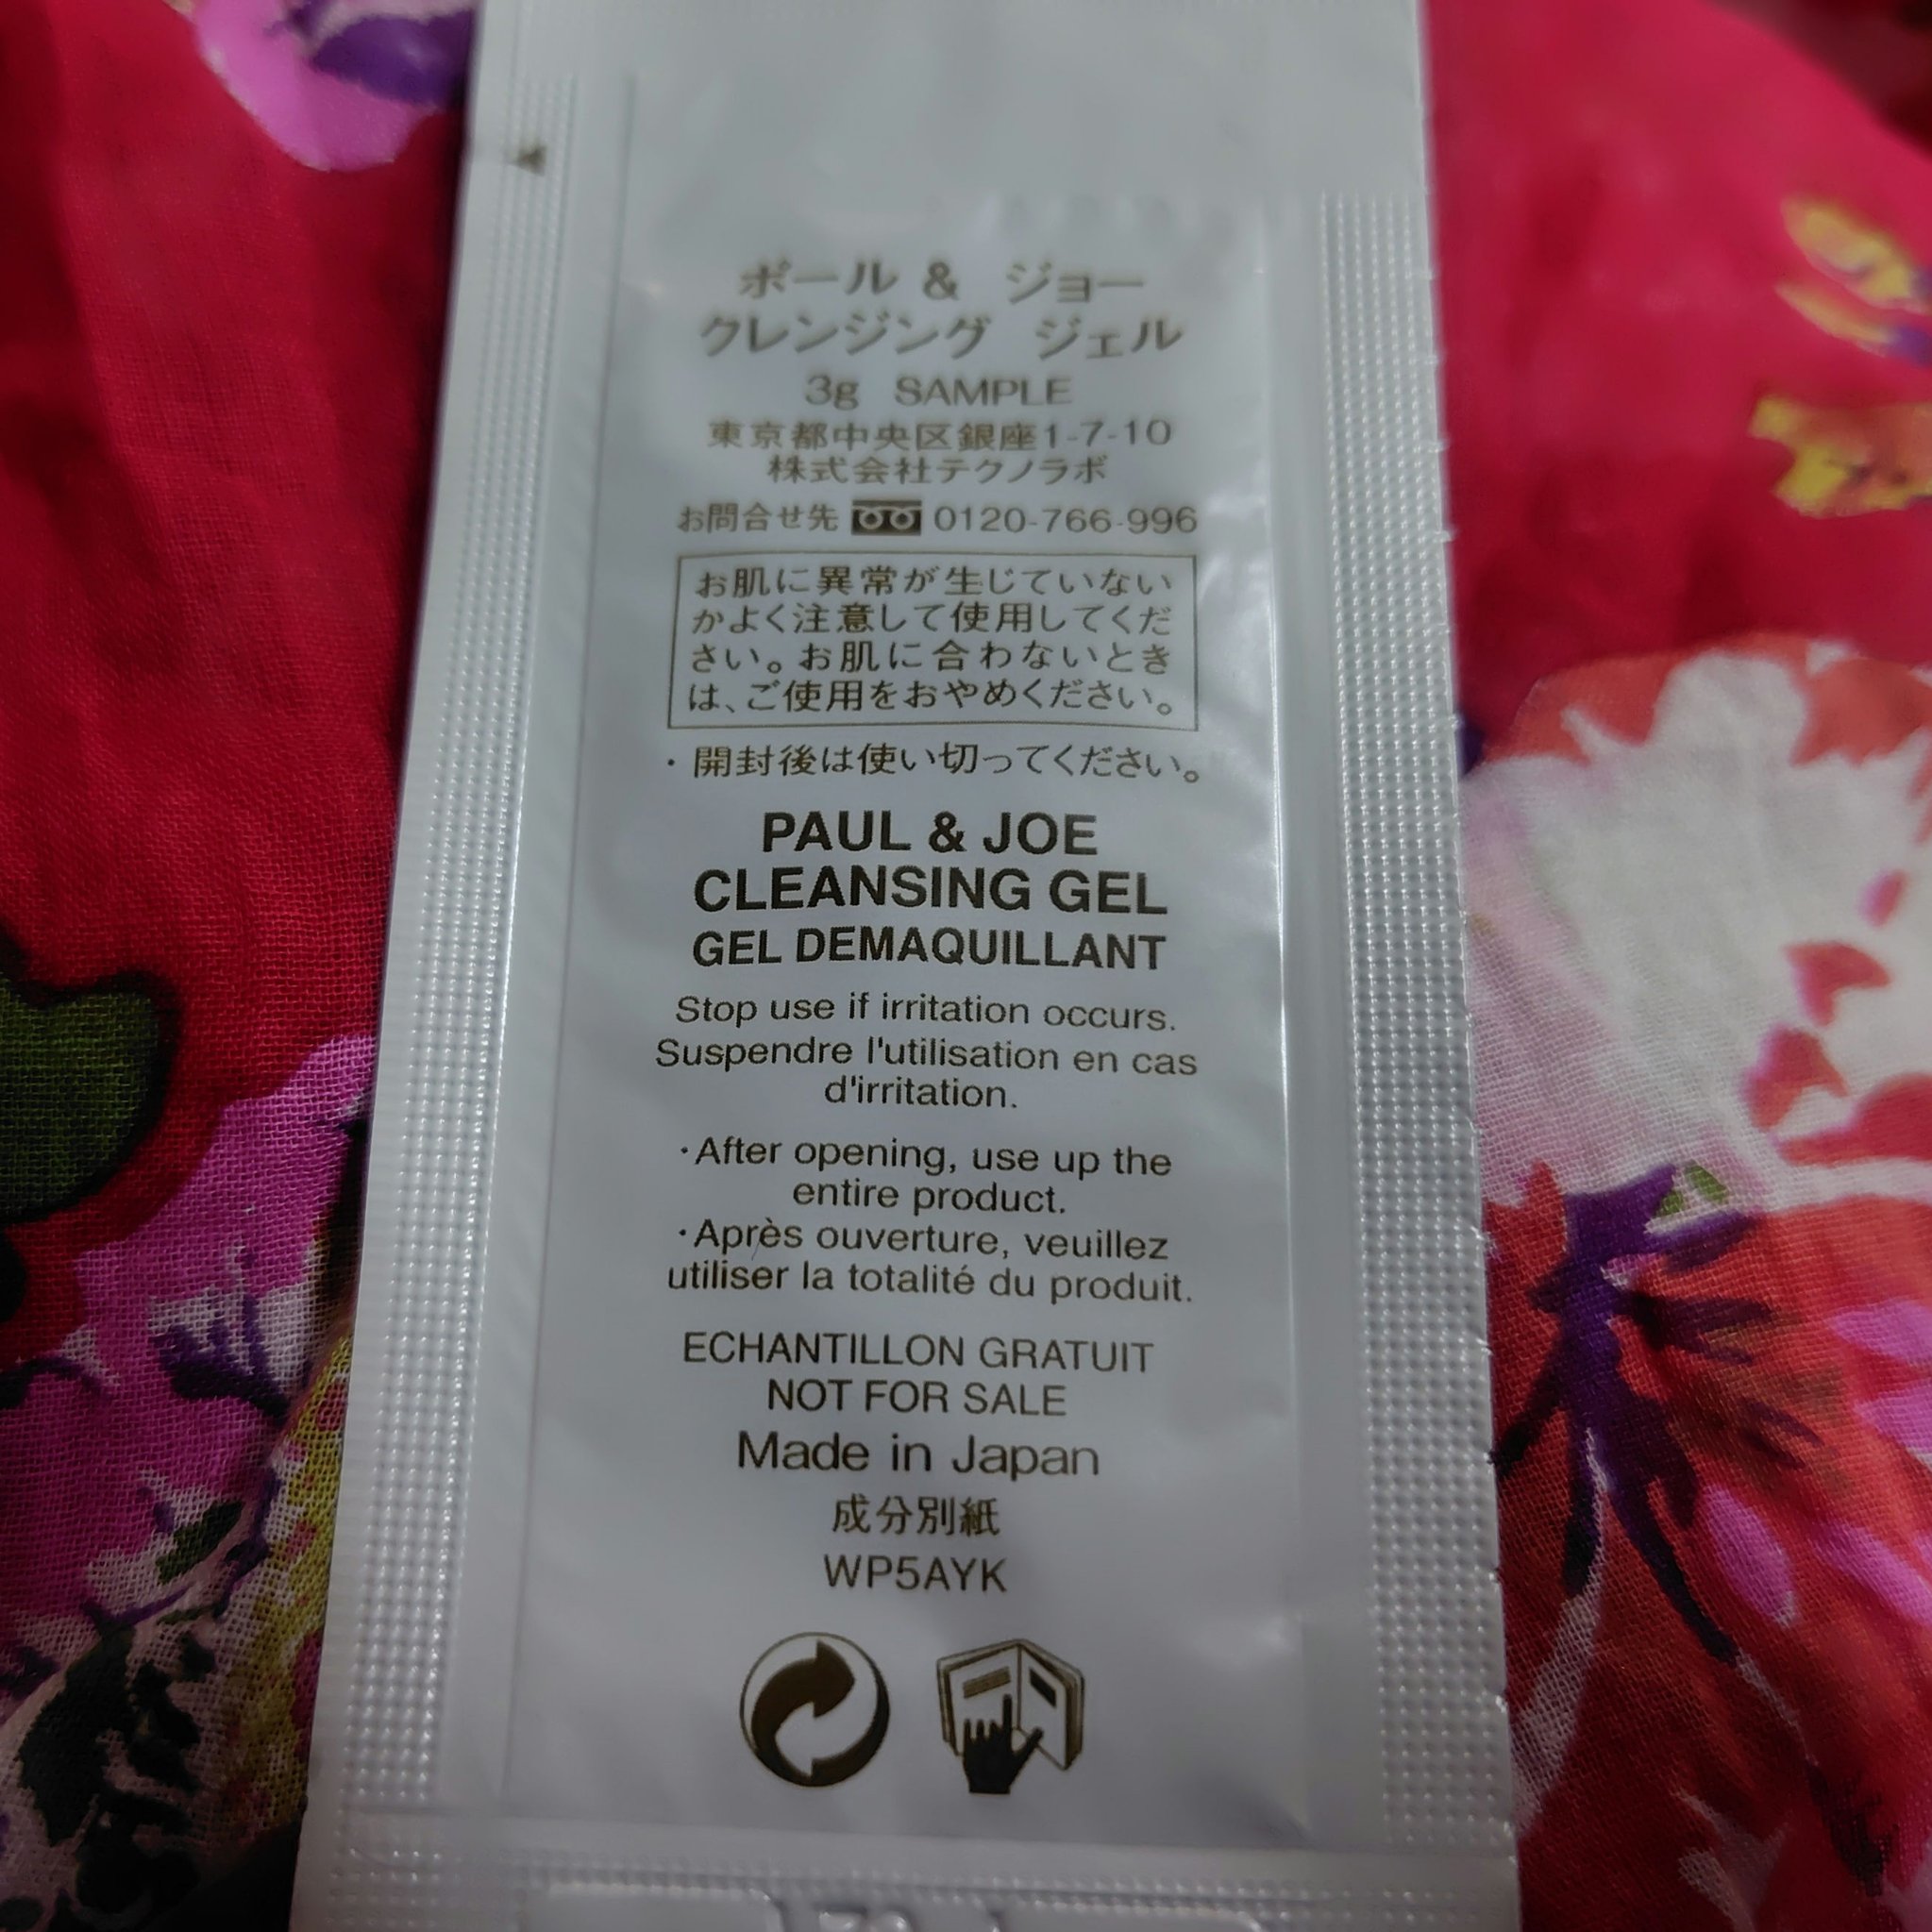 ポール & ジョー
クレンジング ジェル
3g SAMPLE
東京都中央区銀座1-7-10
株式会社テクノラボ
お問合せ先 0120-766-996
お肌に異常が生じていない
かよく注意して使用してくだ
さい。お肌に合わないとき
は、ご使用をおやめください。
・開封後は使い切ってください。
PAUL & JOE
CLEANSING GEL
GEL DEMAQUILLANT
Stop use if irritation occurs.
Suspendre l'utilisation en cas
d'irritation.
・After opening, use up the
entire product.
・Après ouverture, veuillez
utiliser la totalité du produit.
ECHANTILLON GRATUIT
NOT FOR SALE
Made in Japan
成分別紙
WP5AYK